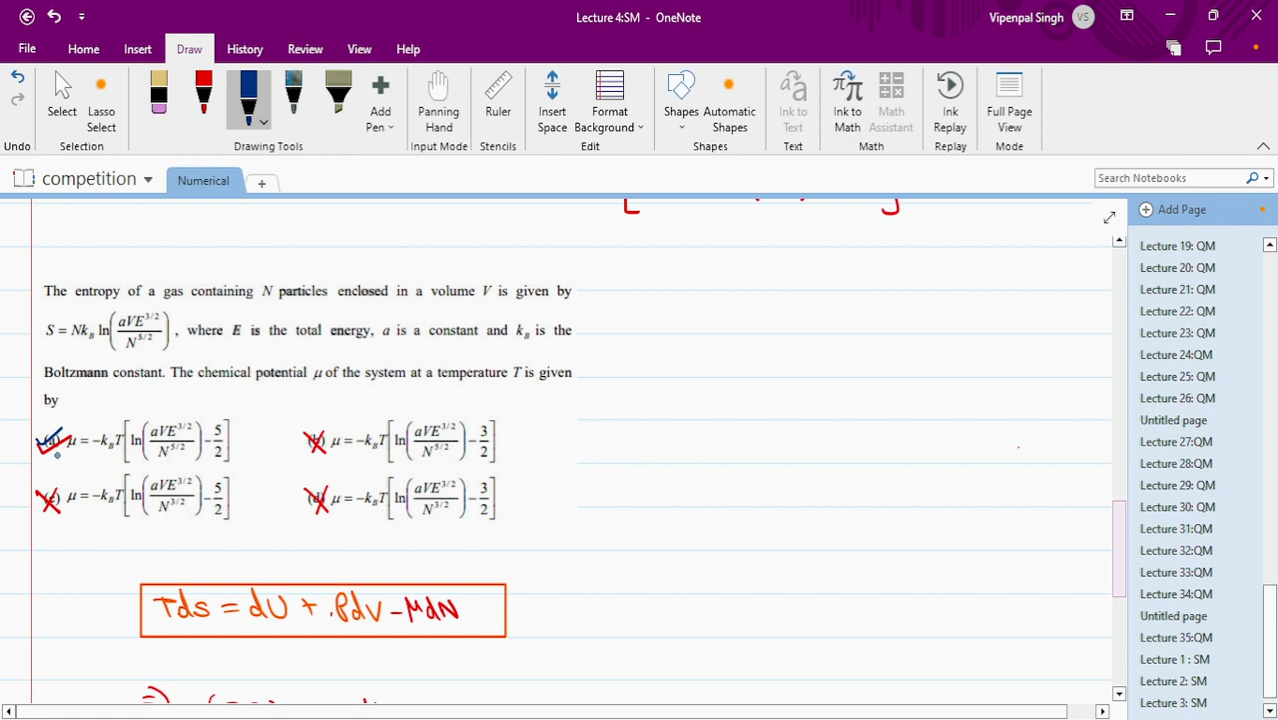 Lecture 4:SM - OneNote
Vipenpal Singh VS
File Home Insert Draw History Review View Help
Undo
Select
Lasso Select
Add Pen
Panning Hand
Ruler
Insert Space
Format Background
Shapes
Automatic Shapes
Ink to Text
Ink to Math
Math Assistant
Ink Replay
Full Page View
Undo Selection Drawing Tools Input Mode Stencils Edit Text Math Replay Mode
competition Numerical
Search Notebooks
Add Page
The entropy of a gas containing N particles enclosed in a volume V is given by
S = Nk_B ln(aVE^{3/2}/N^{5/2}), where E is the total energy, a is a constant and k_B is the
Boltzmann constant. The chemical potential μ of the system at a temperature T is given
by
(a) μ = -k_BT[ln(aVE^{3/2}/N^{5/2}) - 5/2] (b) μ = -k_BT[ln(aVE^{3/2}/N^{5/2}) - 3/2]
(c) μ = -k_BT[ln(aVE^{3/2}/N^{3/2}) - 5/2] (d) μ = -k_BT[ln(aVE^{3/2}/N^{3/2}) - 3/2]
Tds = dU + .PdV - μdN
Lecture 19: QM
Lecture 20: QM
Lecture 21: QM
Lecture 22: QM
Lecture 23: QM
Lecture 24:QM
Lecture 25: QM
Lecture 26: QM
Untitled page
Lecture 27:QM
Lecture 28:QM
Lecture 29: QM
Lecture 30: QM
Lecture 31:QM
Lecture 32:QM
Lecture 33:QM
Lecture 34:QM
Untitled page
Lecture 35:QM
Lecture 1 : SM
Lecture 2: SM
Lecture 3: SM